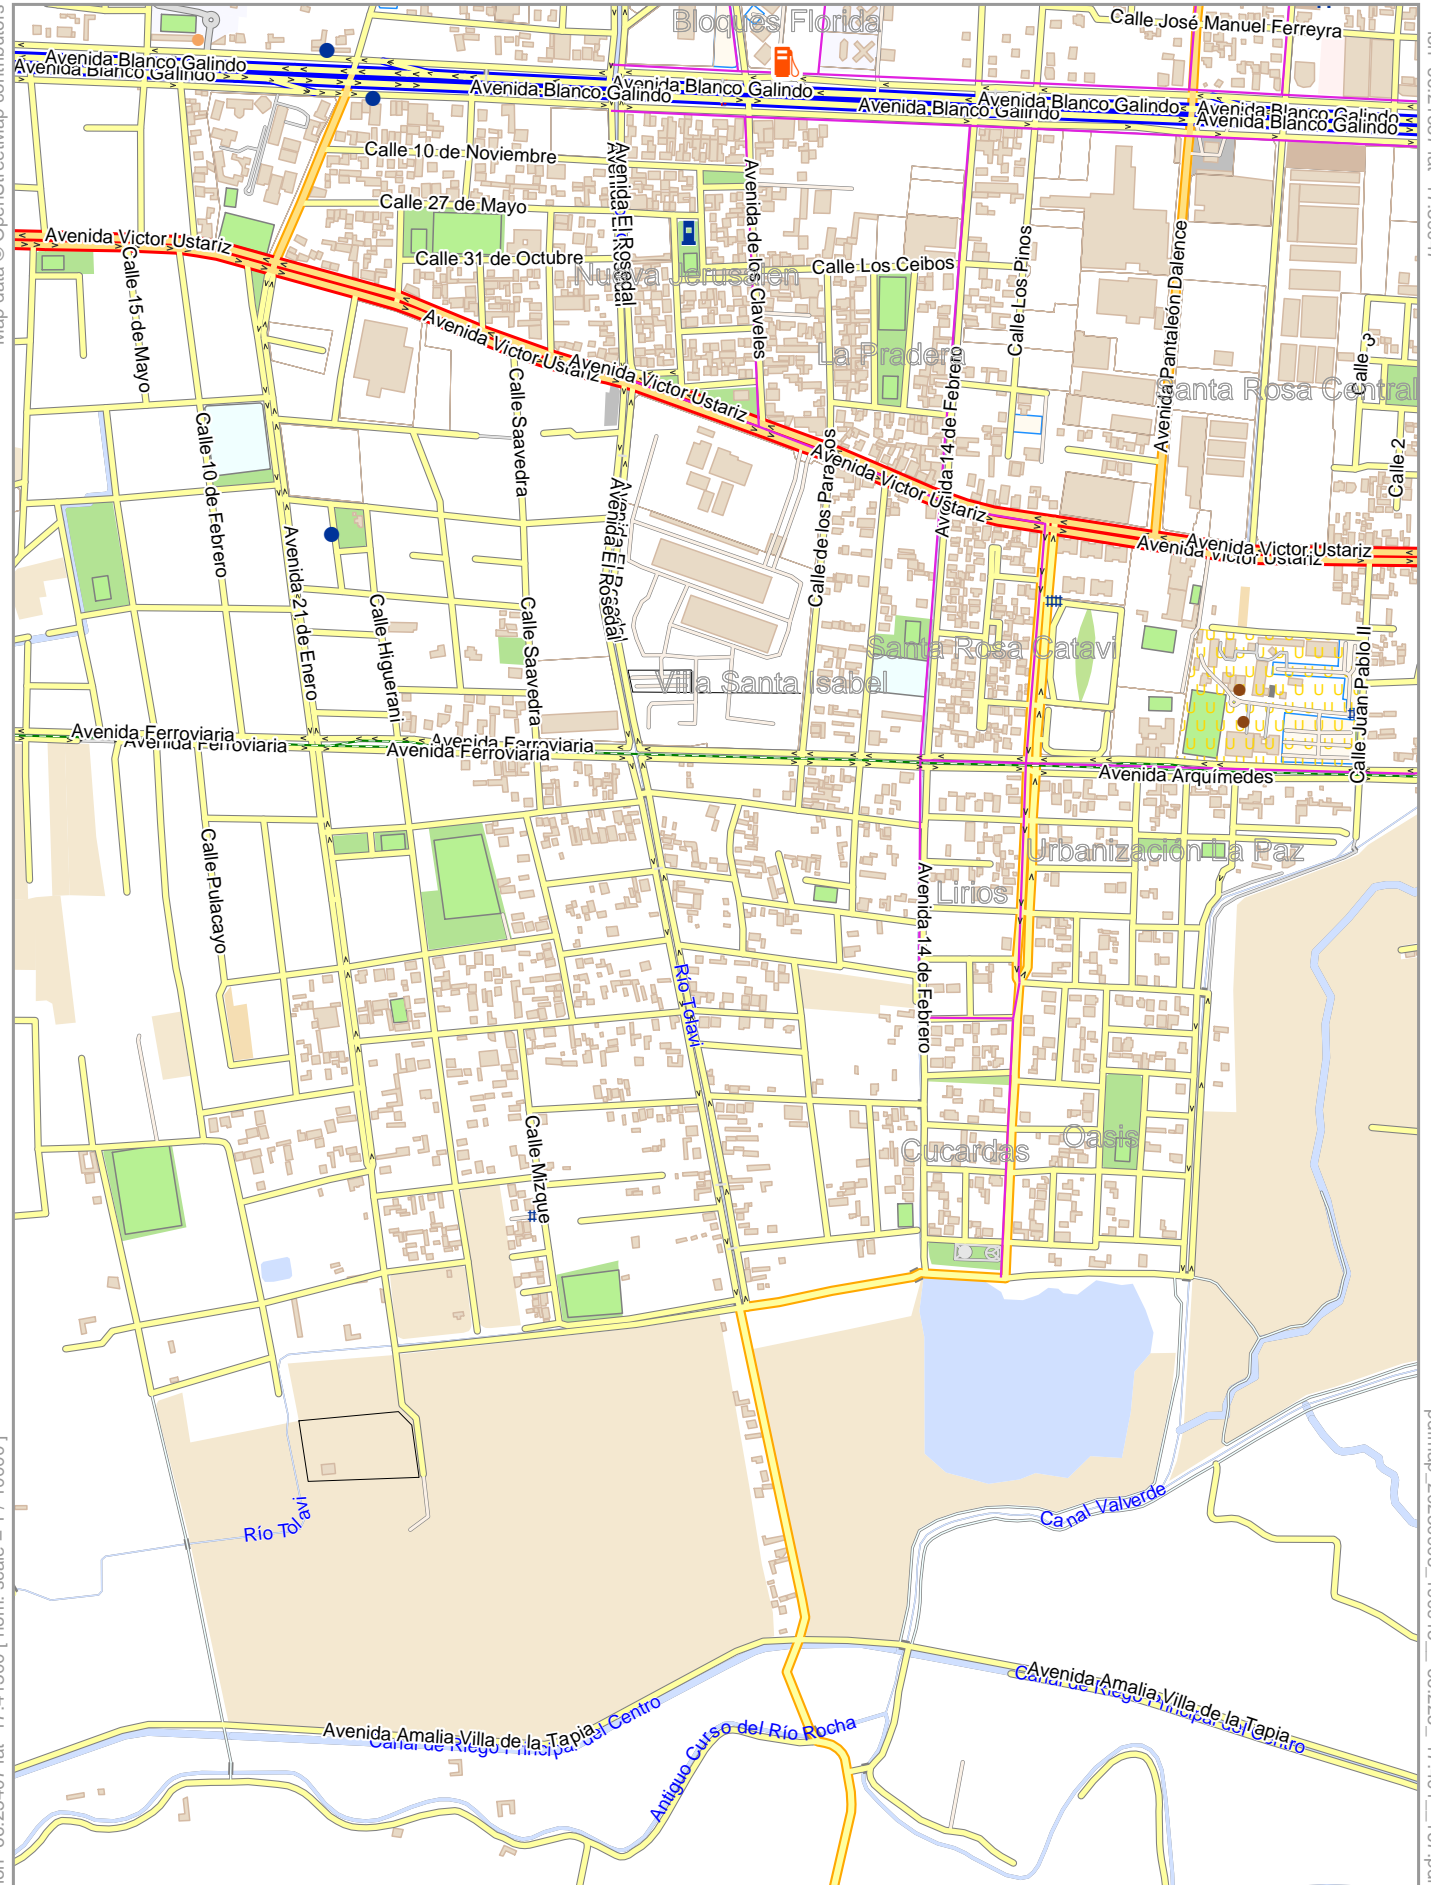 Bloques Florida
Calle José Manuel Ferreyra
Avenida Blanco Galindo
Avenida Blanco Galindo
Avenida Blanco Galindo
Avenida Blanco Galindo
Avenida Blanco Galindo
Avenida Blanco Galindo
Avenida Blanco Galindo
Avenida Blanco Galindo
Calle 10 de Noviembre
Calle 27 de Mayo
Calle 31 de Octubre
Avenida Victor Ustariz
Calle 15 de Mayo
Avenida El Rosedal
Nueva Jerusalen
Avenida de los Claveles
Calle Los Ceibos
Calle Los Pinos
Avenida Pantaleón Dalence
La Pradera
Santa Rosa Central
Calle 3
Calle 2
Avenida Victor Ustariz
Avenida Victor Ustariz
Avenida Victor Ustariz
Avenida Victor Ustariz
Avenida Victor Ustariz
Calle Saavedra
Calle 10 de Febrero
Avenida 21 de Enero
Calle Higuerani
Calle Saavedra
Avenida El Rosedal
Avenida El Rosedal
Calle de los Paraisos
Avenida 14 de Febrero
Santa Rosa Catavi
Villa Santa Isabel
Calle Juan Pablo II
Avenida Ferroviaria
Avenida Ferroviaria
Avenida Ferroviaria
Avenida Ferroviaria
Avenida Arquímedes
Calle Pulacayo
Urbanización La Paz
Lirios
Avenida 14 de Febrero
Río Tolavi
Calle Mizque
Cucardas
Oasis
Río Tolavi
Canal Valverde
Avenida Amalia Villa de la Tapia
Canal de Riego Principal del Centro
Avenida Amalia Villa de la Tapia
Canal de Riego Principal del Centro
Antiguo Curso del Río Rocha